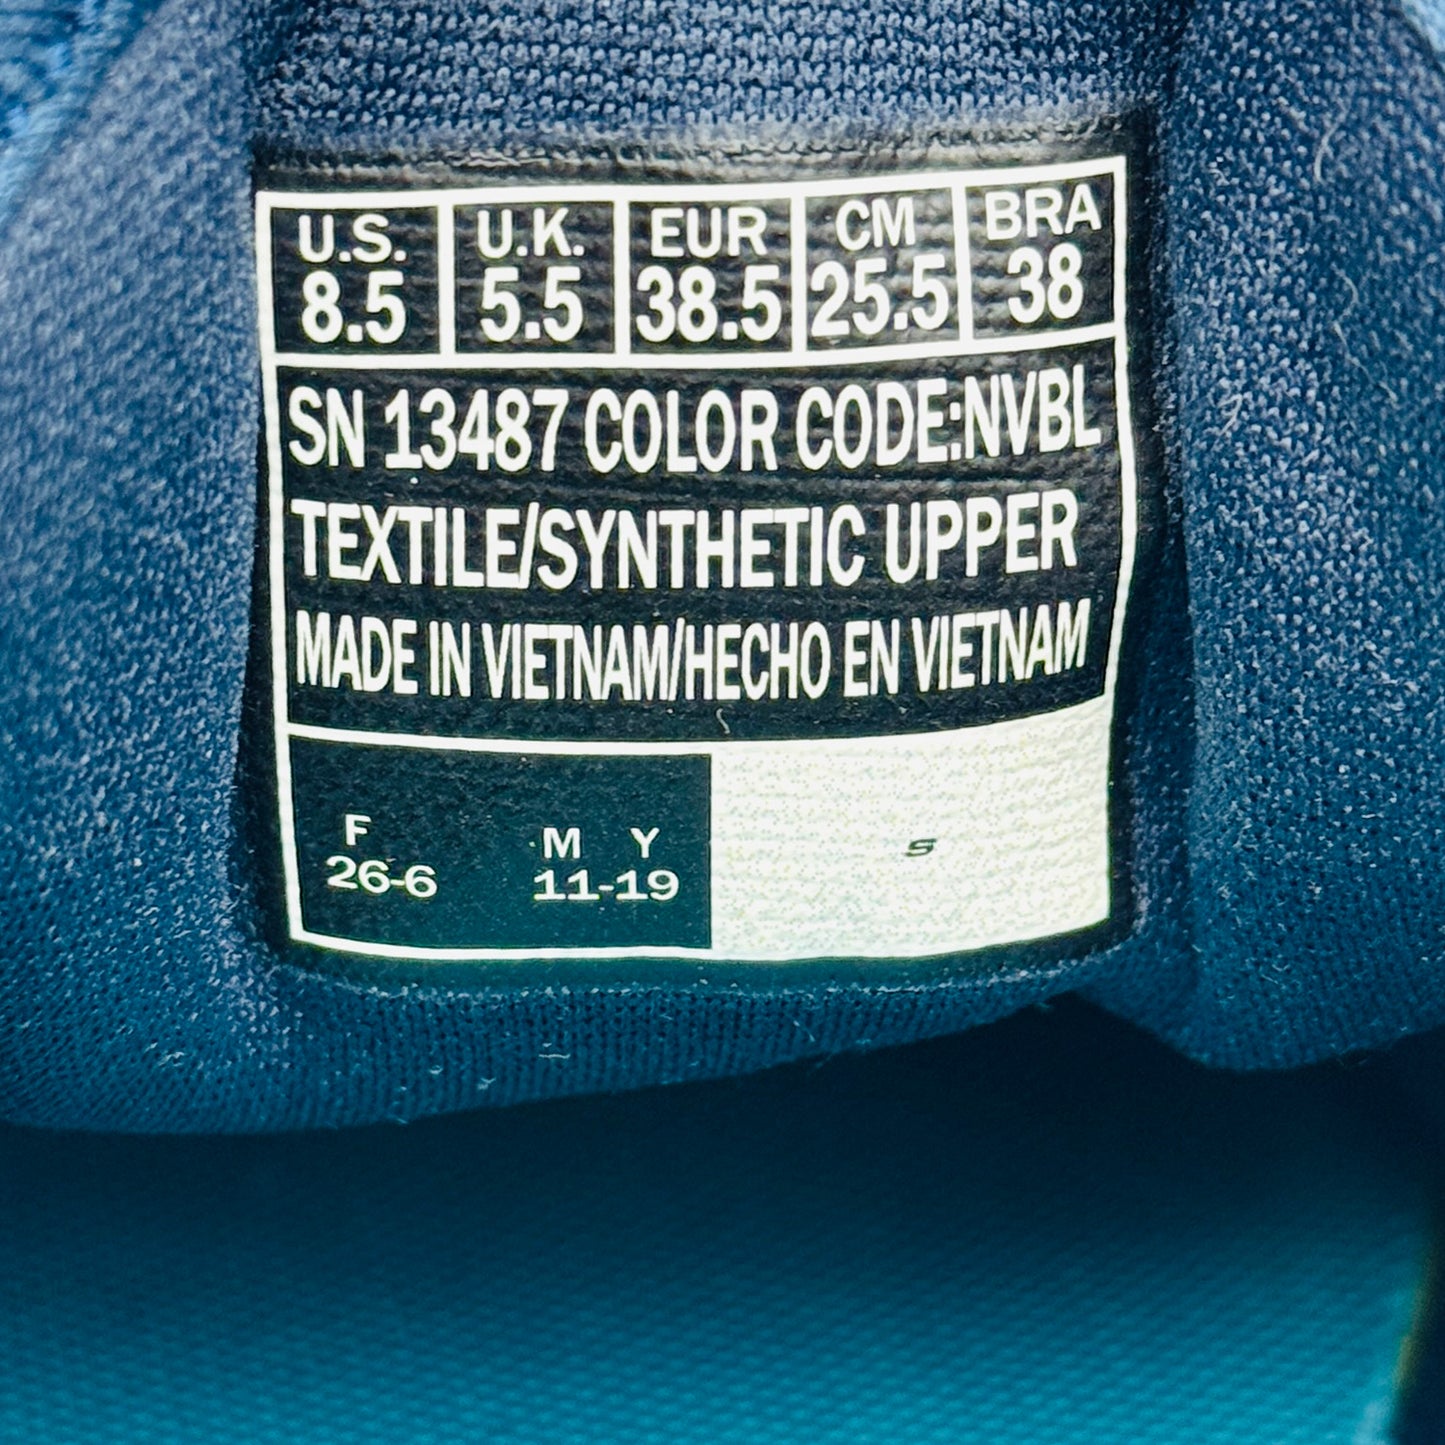 U.S. U.K. EUR CM BRA
8.5 5.5 38.5 25.5 38
SN 13487 COLOR CODE:NVBL
TEXTILE/SYNTHETIC UPPER
MADE IN VIETNAM/HECHO EN VIETNAM
F M Y
26-6 11-19
S